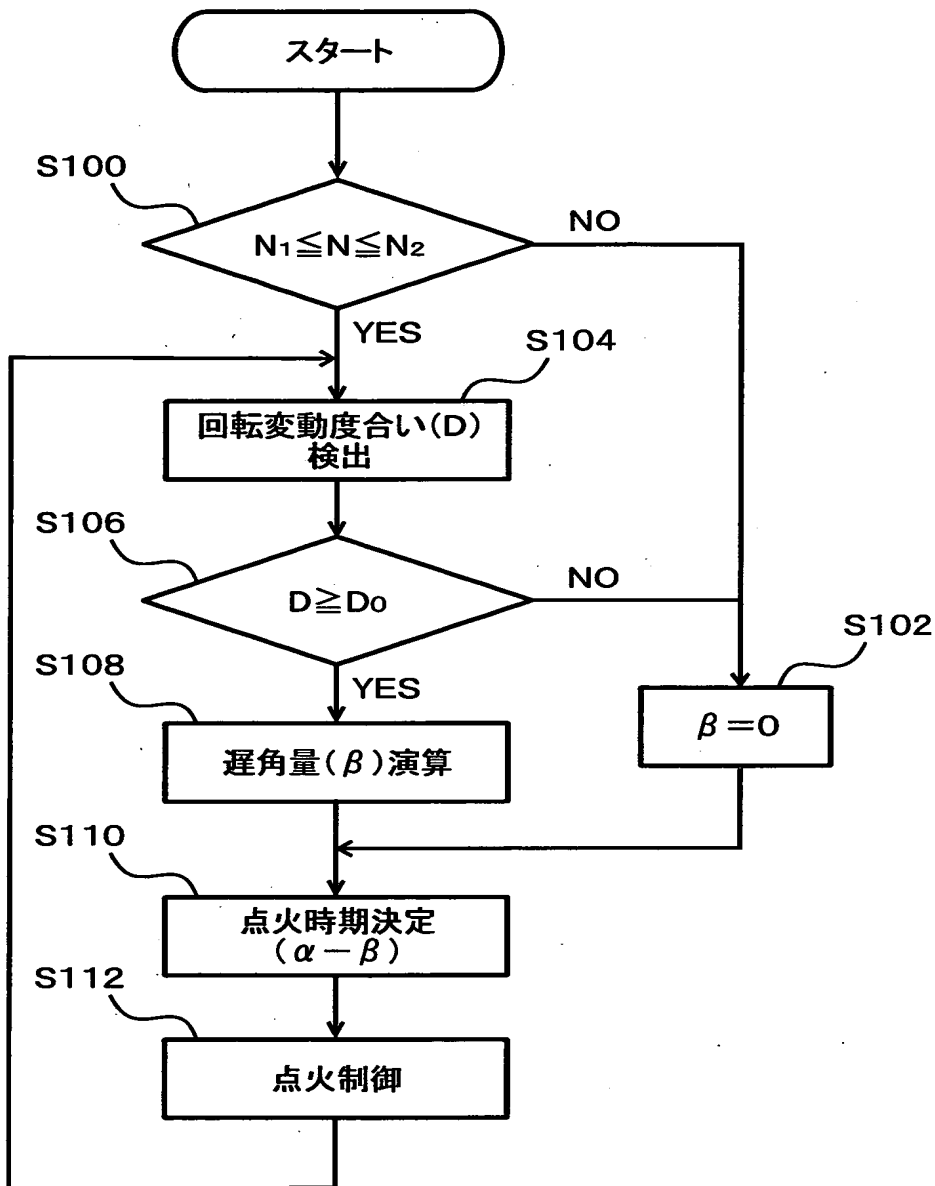 スタート
S100
N₁≦N≦N₂
NO
YES
S104
回転変動度合い(D)
検出
S106
D≧D₀
NO
S102
YES
β=0
S108
遅角量(β)演算
S110
点火時期決定
(α-β)
S112
点火制御